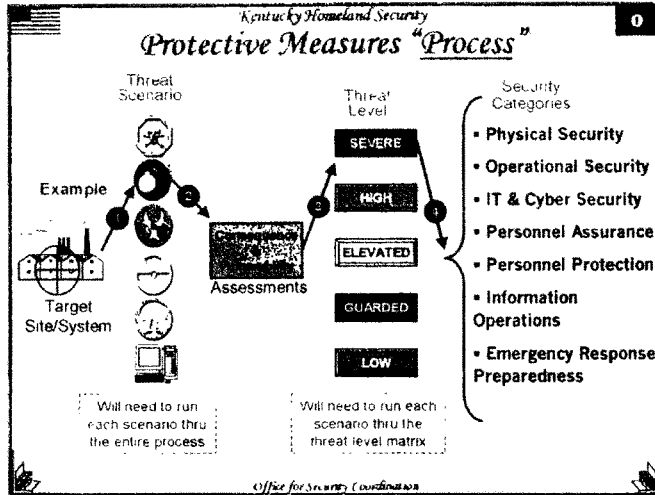 Kentucky Homeland Security
0
Protective Measures "Process"
Threat
Scenario
Threat
Level
Security
Categories
Example
Target
Site/System
1
2
Assessments
3
SEVERE
HIGH
ELEVATED
GUARDED
LOW
4
• Physical Security
• Operational Security
• IT & Cyber Security
• Personnel Assurance
• Personnel Protection
• Information
Operations
• Emergency Response
Preparedness
Will need to run
each scenario thru
the entire process
Will need to run each
scenario thru the
threat level matrix
Office for Security Coordination